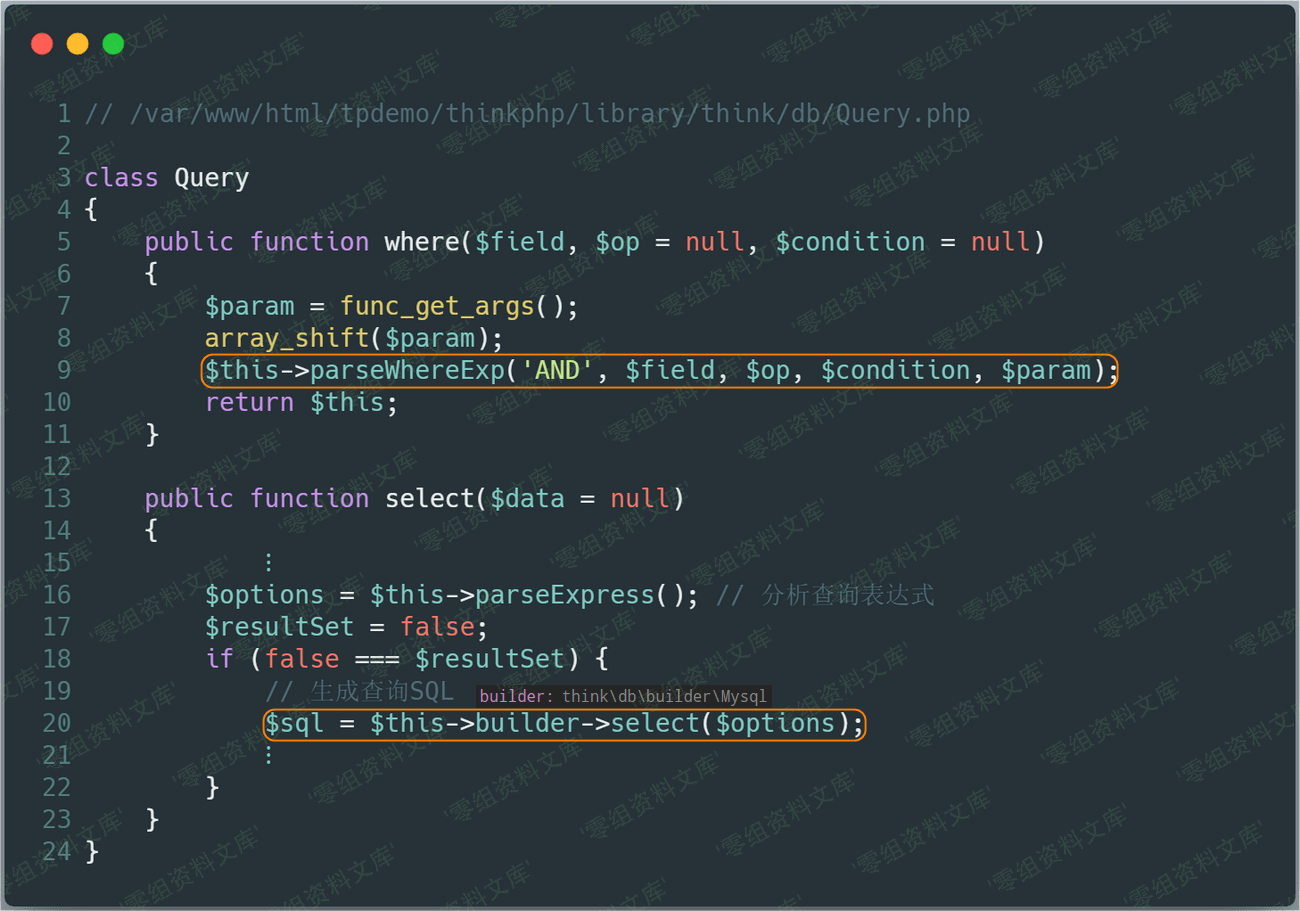 1 // /var/www/html/tpdemo/thinkphp/library/think/db/Query.php
2
3 class Query
4 {
5     public function where($field, $op = null, $condition = null)
6     {
7         $param = func_get_args();
8         array_shift($param);
9         $this->parseWhereExp('AND', $field, $op, $condition, $param);
10         return $this;
11     }
12
13     public function select($data = null)
14     {
15             ⋮
16         $options = $this->parseExpress(); // 分析查询表达式
17         $resultSet = false;
18         if (false === $resultSet) {
19             // 生成查询SQL builder: think\db\builder\Mysql
20             $sql = $this->builder->select($options);
21             ⋮
22         }
23     }
24 }
'零组资料文库'